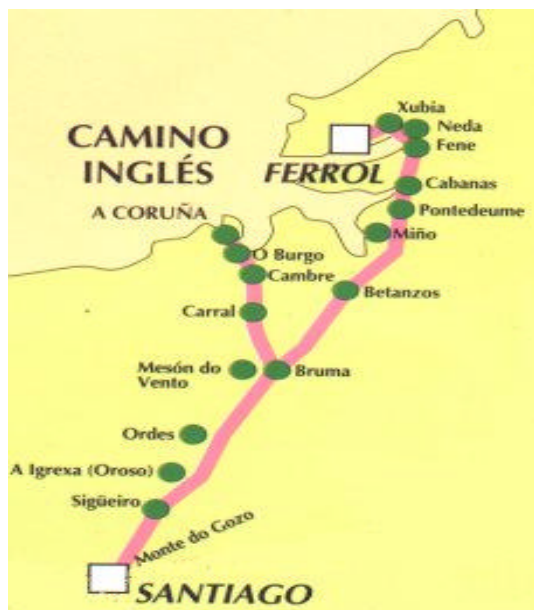 CAMINO
INGLÉS
Xubia
Neda
FERROL
Fene
Cabanas
A CORUÑA
Pontedeume
Miño
O Burgo
Cambre
Betanzos
Carral
Mesón do
Vento
Bruma
Ordes
A Igrexa (Oroso)
Sigüeiro
Monte do Gozo
SANTIAGO